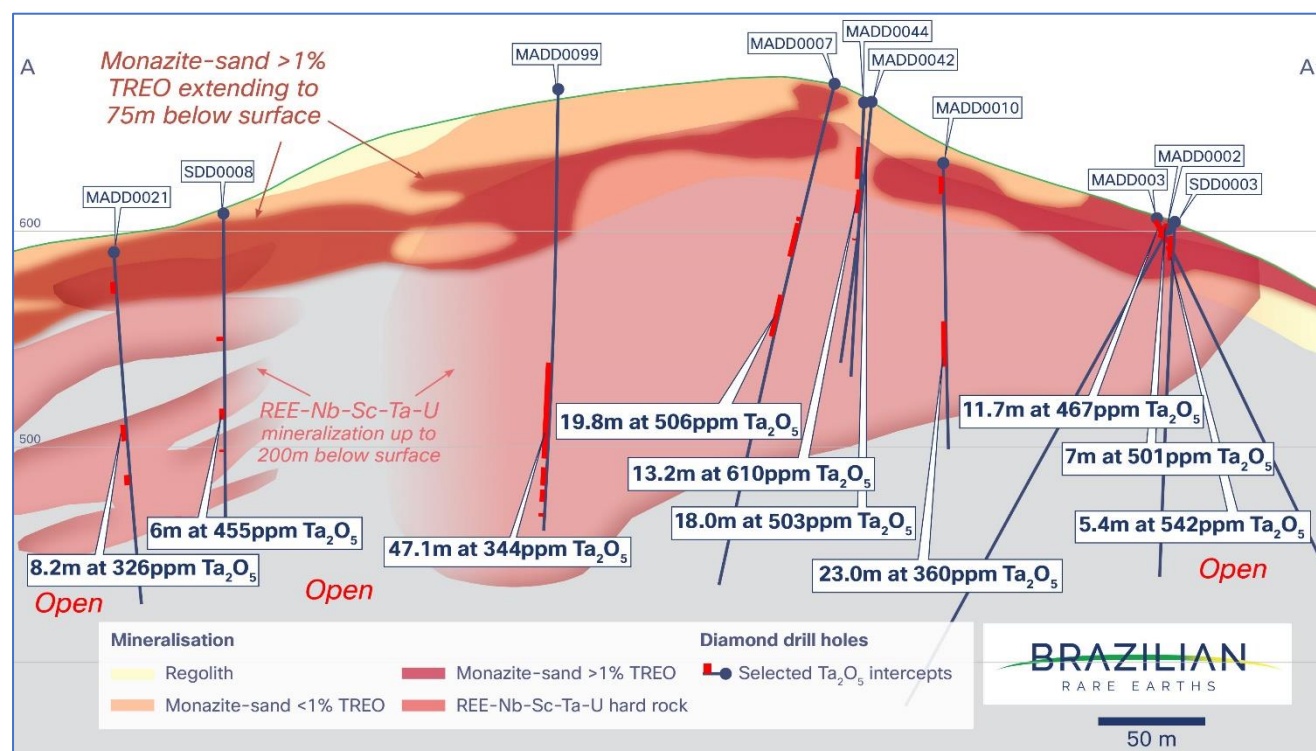 A
Monazite-sand >1%
TREO extending to
75m below surface
MADD0099
MADD0007
MADD0044
MADD0042
MADD0010
A
MADD0021
SDD0008
MADD003
MADD0002
SDD0003
600
500
REE-Nb-Sc-Ta-U
mineralization up to
200m below surface
19.8m at 506ppm Ta₂O₅
13.2m at 610ppm Ta₂O₅
18.0m at 503ppm Ta₂O₅
11.7m at 467ppm Ta₂O₅
7m at 501ppm Ta₂O₅
5.4m at 542ppm Ta₂O₅
6m at 455ppm Ta₂O₅
47.1m at 344ppm Ta₂O₅
8.2m at 326ppm Ta₂O₅
23.0m at 360ppm Ta₂O₅
Open
Open
Open
Mineralisation
Regolith
Monazite-sand <1% TREO
Monazite-sand >1% TREO
REE-Nb-Sc-Ta-U hard rock
Diamond drill holes
Selected Ta₂O₅ intercepts
BRAZILIAN
RARE EARTHS
50 m